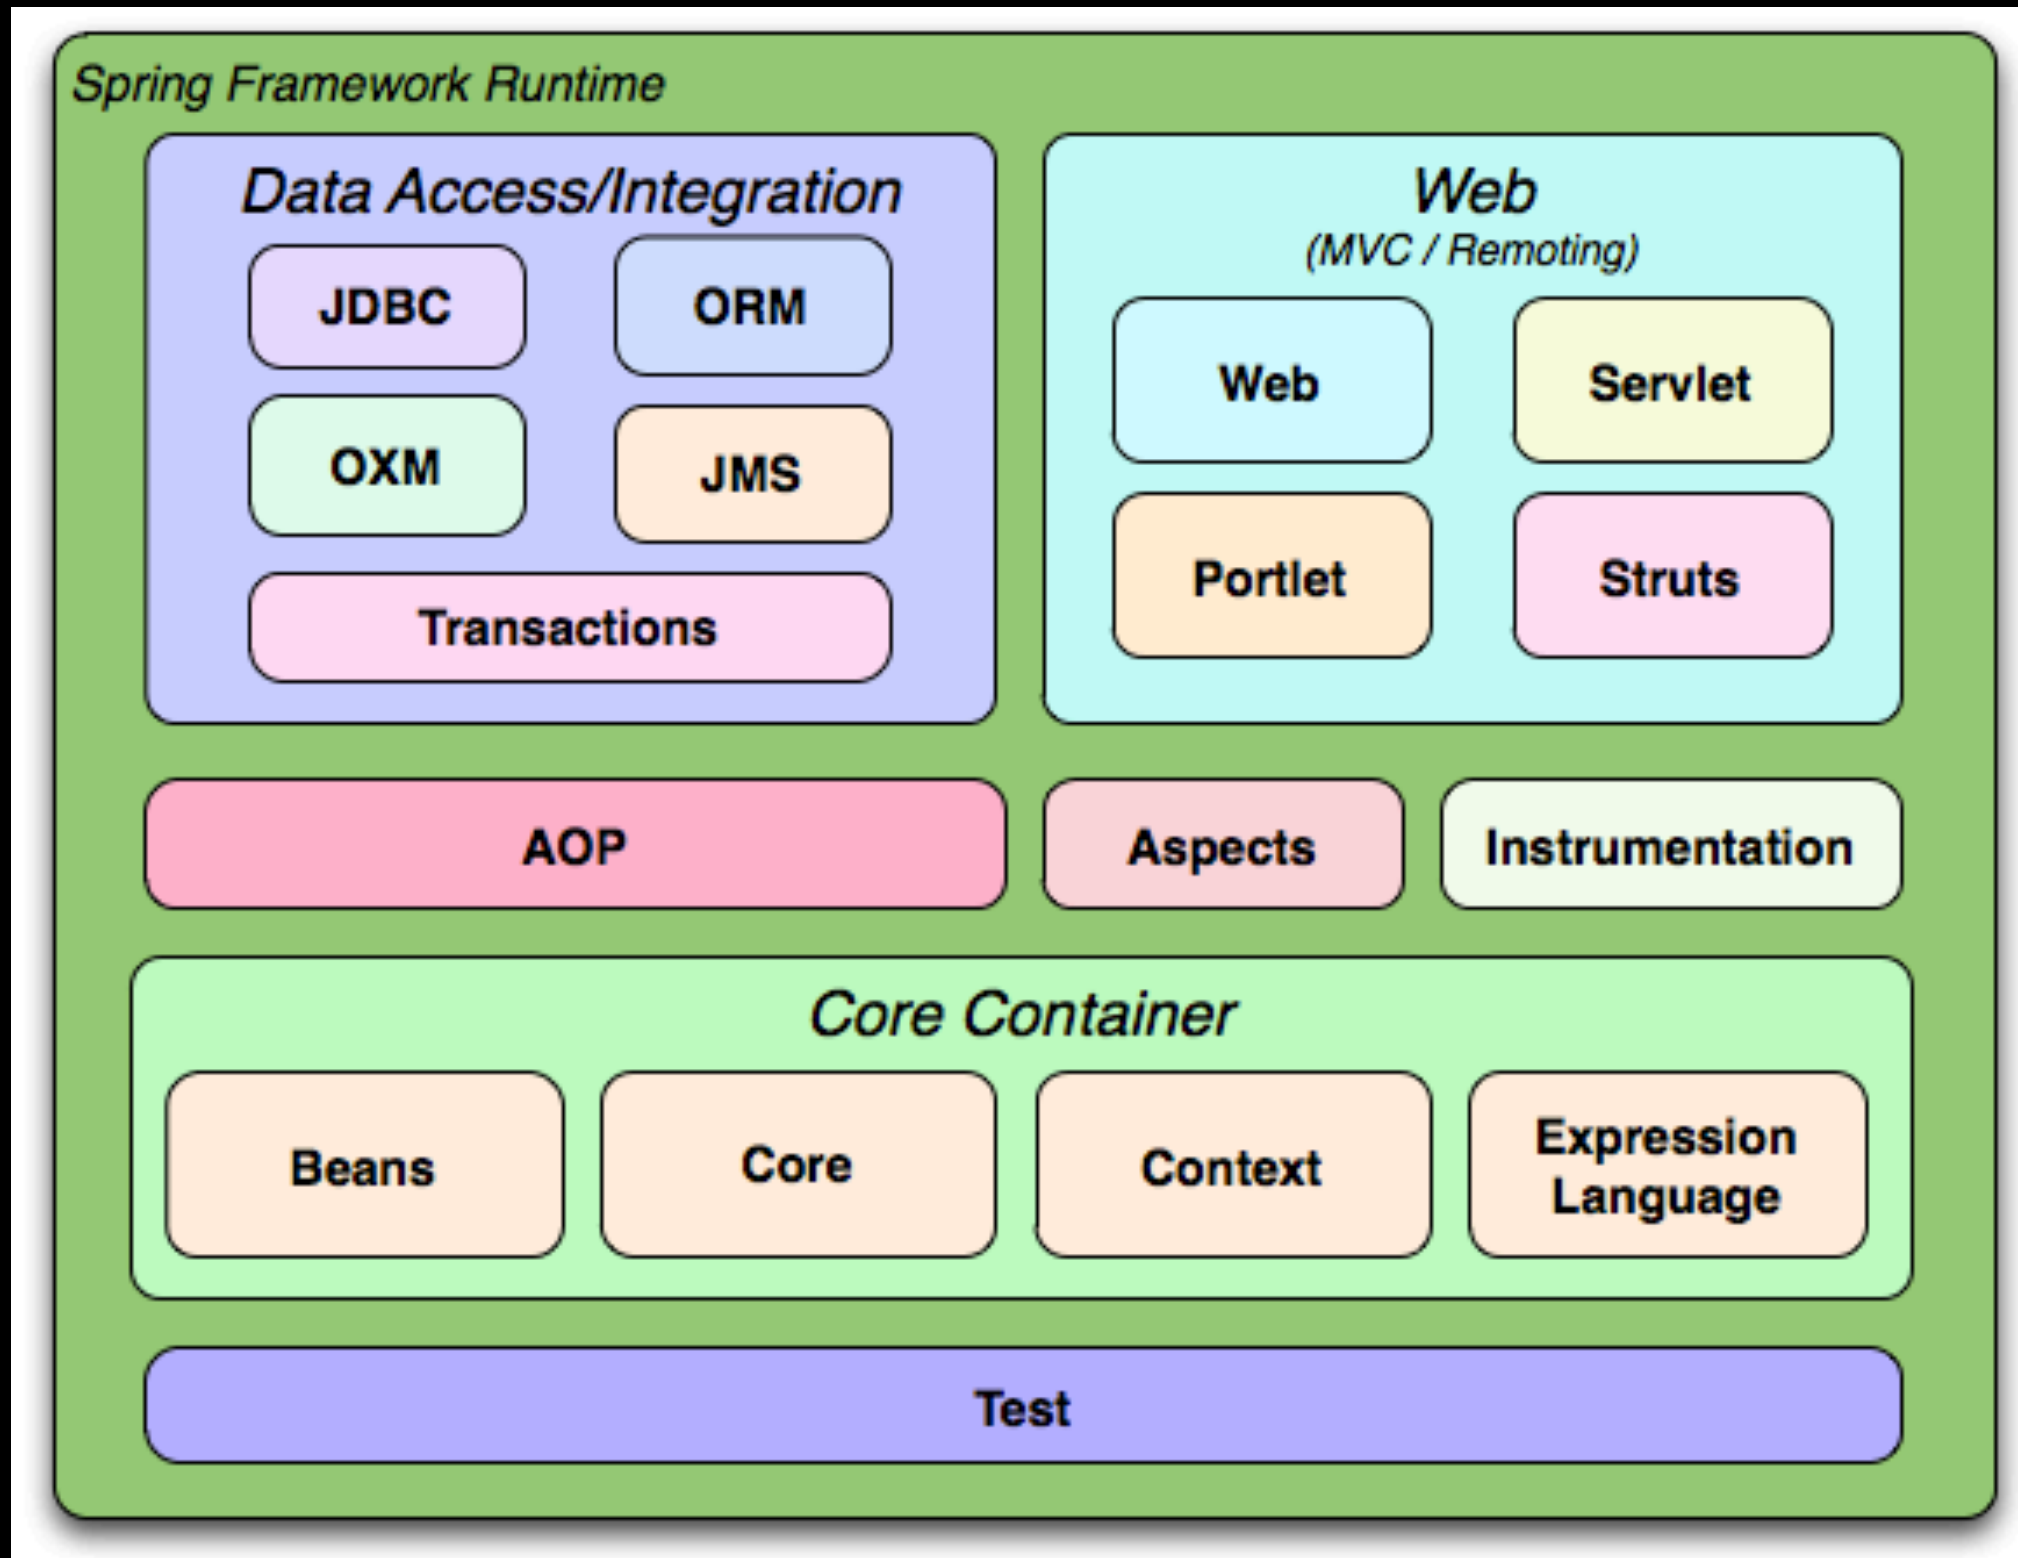 Spring Framework Runtime
Data Access/Integration
JDBC
ORM
OXM
JMS
Transactions
Web
(MVC / Remoting)
Web
Servlet
Portlet
Struts
AOP
Aspects
Instrumentation
Core Container
Beans
Core
Context
Expression
Language
Test